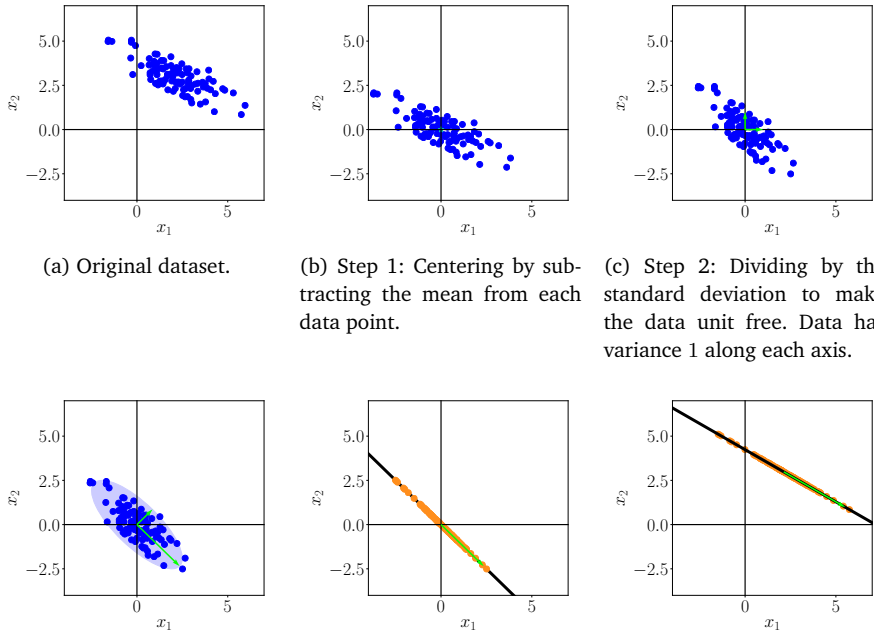 5.0
2.5
0.0
−2.5
x2
0
5
x1
5.0
2.5
0.0
−2.5
x2
0
5
x1
5.0
2.5
0.0
−2.5
x2
0
5
x1
(a) Original dataset.
(b) Step 1: Centering by sub-
tracting the mean from each
data point.
(c) Step 2: Dividing by th
standard deviation to mak
the data unit free. Data ha
variance 1 along each axis.
5.0
2.5
0.0
−2.5
x2
0
5
x1
5.0
2.5
0.0
−2.5
x2
0
5
x1
5.0
2.5
0.0
−2.5
x2
0
5
x1